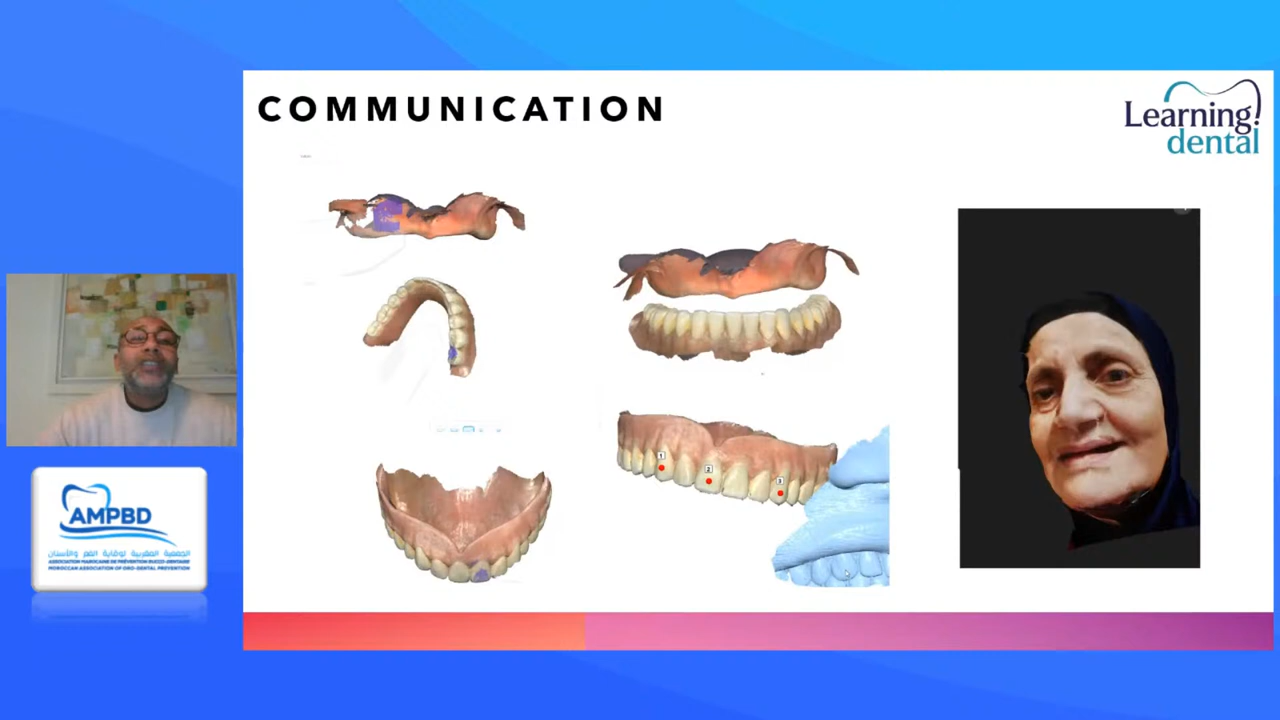 COMMUNICATION
Learning!
dental
1
2
3
AMPBD
الجمعية المغربية لوقاية الفم والأسنان
ASSOCIATION MAROCAINE DE PRÉVENTION BUCCO-DENTAIRE
MOROCCAN ASSOCIATION OF ORO-DENTAL PREVENTION